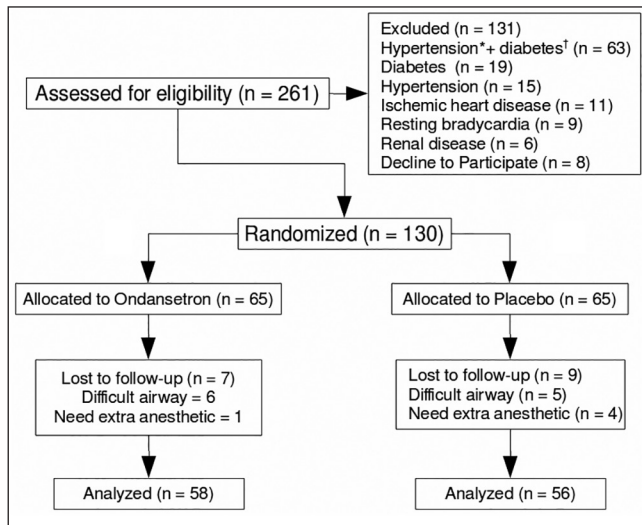 Assessed for eligibility (n = 261)
Excluded (n = 131)
Hypertension*+ diabetes† (n = 63)
Diabetes (n = 19)
Hypertension (n = 15)
Ischemic heart disease (n = 11)
Resting bradycardia (n = 9)
Renal disease (n = 6)
Decline to Participate (n = 8)
Randomized (n = 130)
Allocated to Ondansetron (n = 65)
Allocated to Placebo (n = 65)
Lost to follow-up (n = 7)
Difficult airway = 6
Need extra anesthetic = 1
Lost to follow-up (n = 9)
Difficult airway (n = 5)
Need extra anesthetic (n = 4)
Analyzed (n = 58)
Analyzed (n = 56)